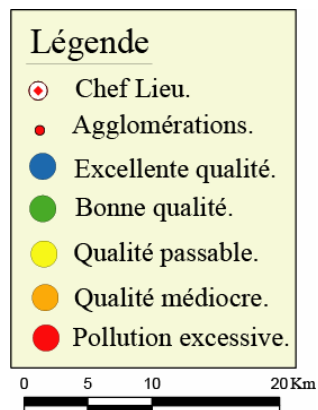 Légende
Chef Lieu.
Agglomérations.
Excellente qualité.
Bonne qualité.
Qualité passable.
Qualité médiocre.
Pollution excessive.
0 5 10 20 Km